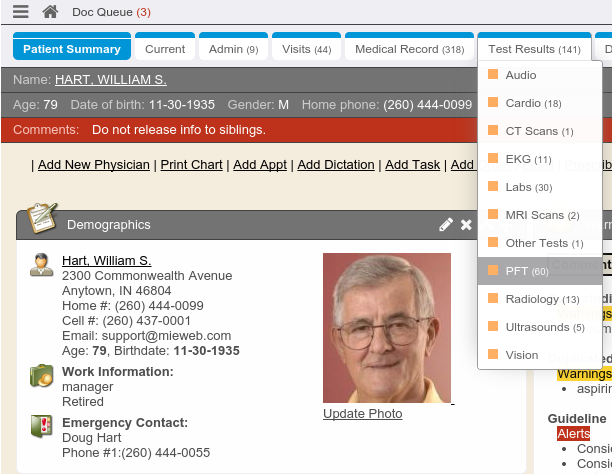 Doc Queue (3)
Patient Summary Current Admin (9) Visits (44) Medical Record (318) Test Results (141) D
Name: HART, WILLIAM S.
Age: 79 Date of birth: 11-30-1935 Gender: M Home phone: (260) 444-0099
Comments: Do not release info to siblings.
| Add New Physician | Print Chart | Add Appt | Add Dictation | Add Task | Add
Audio
Cardio (18)
CT Scans (1)
EKG (11)
Labs (30)
MRI Scans (2)
Other Tests (1)
PFT (60)
Radiology (13)
Ultrasounds (5)
Vision
Demographics
Hart, William S.
2300 Commonwealth Avenue
Anytown, IN 46804
Home #: (260) 444-0099
Cell #: (260) 437-0001
Email: support@mieweb.com
Age: 79, Birthdate: 11-30-1935
Work Information:
manager
Retired
Emergency Contact:
Doug Hart
Phone #1:(260) 444-0055
Update Photo
Warnings
aspirin
Guideline
Alerts
Consi
Consi